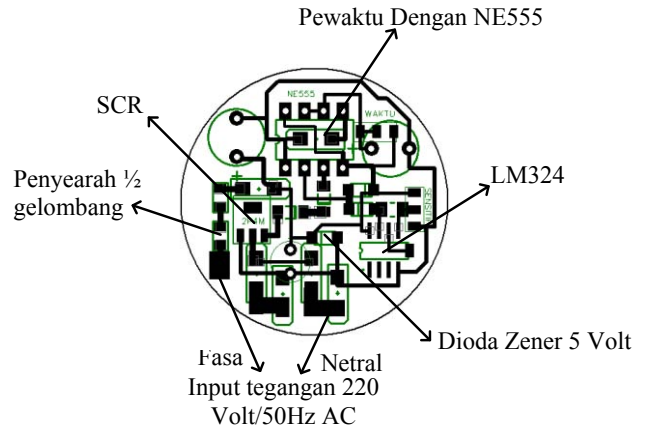 Pewaktu Dengan NE555
NE555
SCR
WAKTU
Penyearah ½
gelombang
LM324
Dioda Zener 5 Volt
Fasa
Netral
Input tegangan 220
Volt/50Hz AC